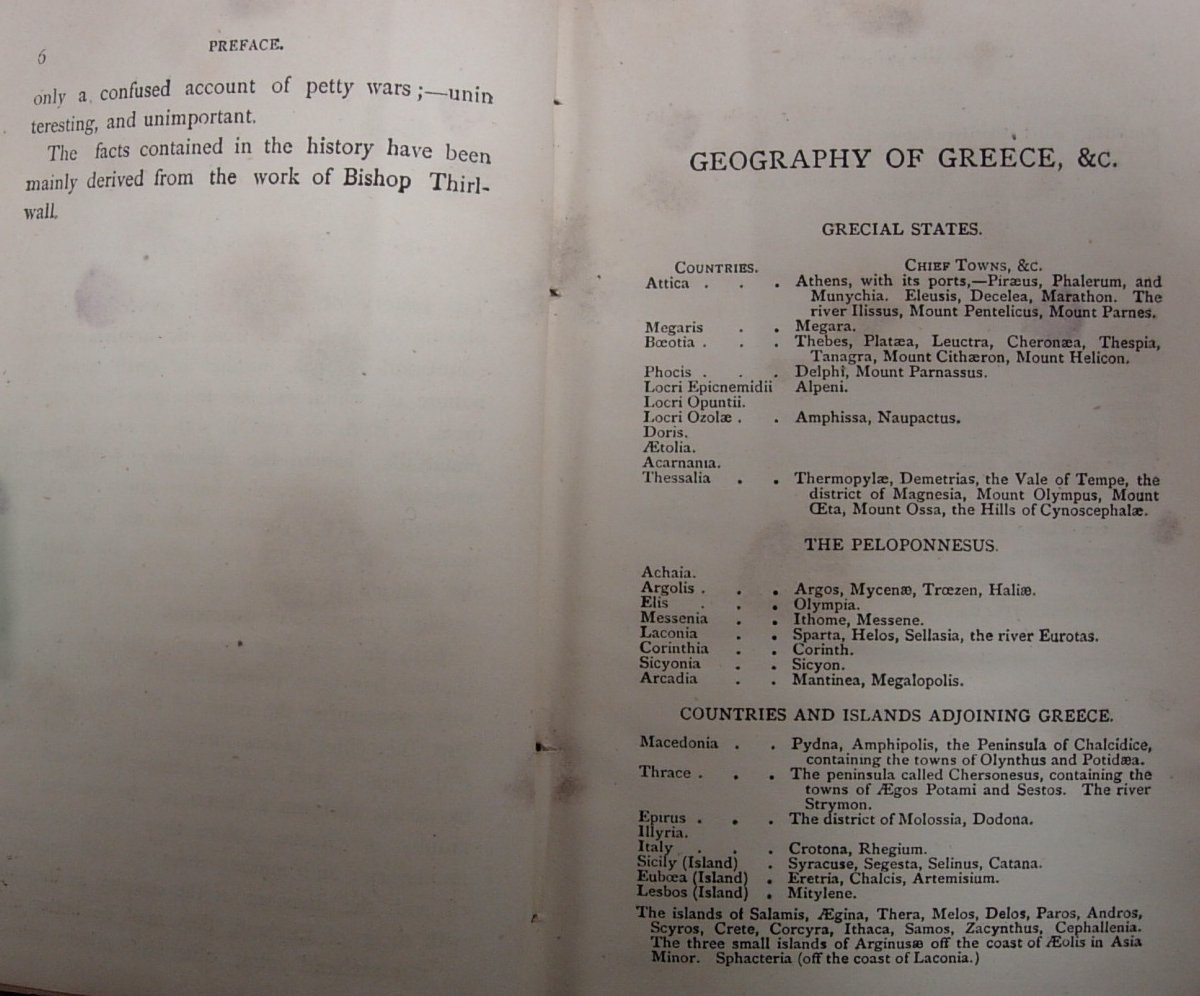 6
PREFACE.
only a confused account of petty wars ;—unin
teresting, and unimportant.
The facts contained in the history have been
mainly derived from the work of Bishop Thirl-
wall.
GEOGRAPHY OF GREECE, &c.
GRECIAL STATES.
COUNTRIES. CHIEF TOWNS, &C.
Attica . . . Athens, with its ports,—Piræus, Phalerum, and
Munychia. Eleusis, Decelea, Marathon. The
river Ilissus, Mount Pentelicus, Mount Parnes.
Megaris . . Megara.
Bœotia . . . Thebes, Platæa, Leuctra, Cheronæa, Thespia,
Tanagra, Mount Cithæron, Mount Helicon.
Phocis . . . Delphi, Mount Parnassus.
Locri Epicnemidii Alpeni.
Locri Opuntii.
Locri Ozolæ . . Amphissa, Naupactus.
Doris.
Ætolia.
Acarnania.
Thessalia . . Thermopylæ, Demetrias, the Vale of Tempe, the
district of Magnesia, Mount Olympus, Mount
Œta, Mount Ossa, the Hills of Cynoscephalæ.
THE PELOPONNESUS.
Achaia.
Argolis . . . Argos, Mycenæ, Trœzen, Haliæ.
Elis . . . Olympia.
Messenia . . Ithome, Messene.
Laconia . . Sparta, Helos, Sellasia, the river Eurotas.
Corinthia . . Corinth.
Sicyonia . . Sicyon.
Arcadia . . Mantinea, Megalopolis.
COUNTRIES AND ISLANDS ADJOINING GREECE.
Macedonia . . Pydna, Amphipolis, the Peninsula of Chalcidice,
containing the towns of Olynthus and Potidæa.
Thrace . . . The peninsula called Chersonesus, containing the
towns of Ægos Potami and Sestos. The river
Strymon.
Epirus . . . The district of Molossia, Dodona.
Illyria.
Italy . . . Crotona, Rhegium.
Sicily (Island) . Syracuse, Segesta, Selinus, Catana.
Eubœa (Island) . Eretria, Chalcis, Artemisium.
Lesbos (Island) . Mitylene.
The islands of Salamis, Ægina, Thera, Melos, Delos, Paros, Andros,
Scyros, Crete, Corcyra, Ithaca, Samos, Zacynthus, Cephallenia.
The three small islands of Arginusæ off the coast of Æolis in Asia
Minor. Sphacteria (off the coast of Laconia.)